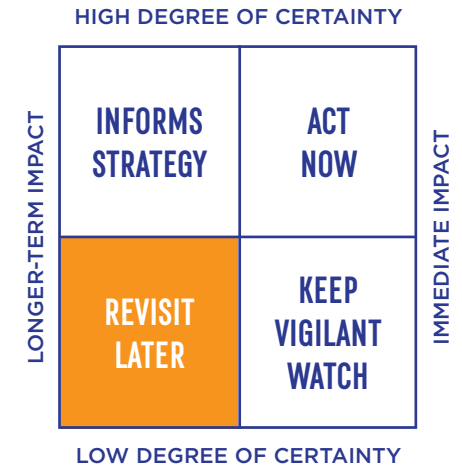 HIGH DEGREE OF CERTAINTY
LONGER-TERM IMPACT
INFORMS
STRATEGY
ACT
NOW
IMMEDIATE IMPACT
REVISIT
LATER
KEEP
VIGILANT
WATCH
LOW DEGREE OF CERTAINTY